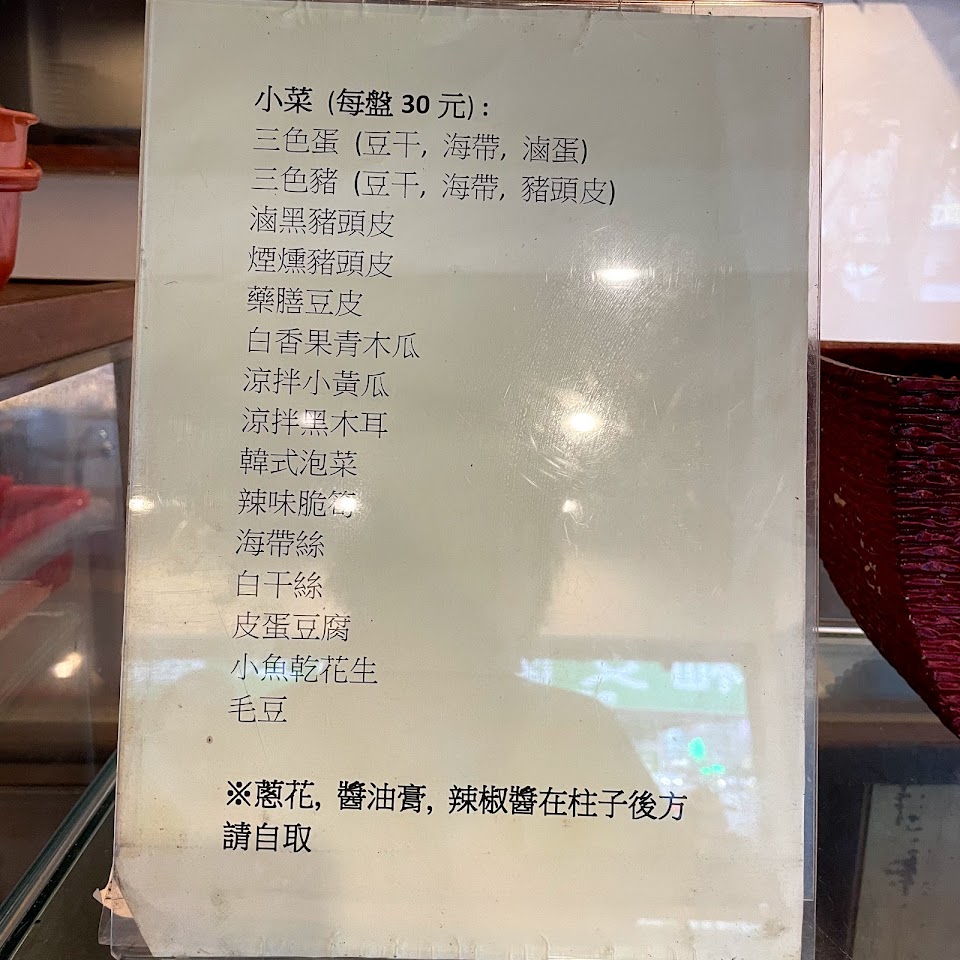 小菜 (每盤 30 元) :
三色蛋 (豆干, 海帶, 滷蛋)
三色豬 (豆干, 海帶, 豬頭皮)
滷黑豬頭皮
煙燻豬頭皮
藥膳豆皮
白香果青木瓜
涼拌小黃瓜
涼拌黑木耳
韓式泡菜
辣味脆筍
海帶絲
白干絲
皮蛋豆腐
小魚乾花生
毛豆
※蔥花, 醬油膏, 辣椒醬在柱子後方
請自取